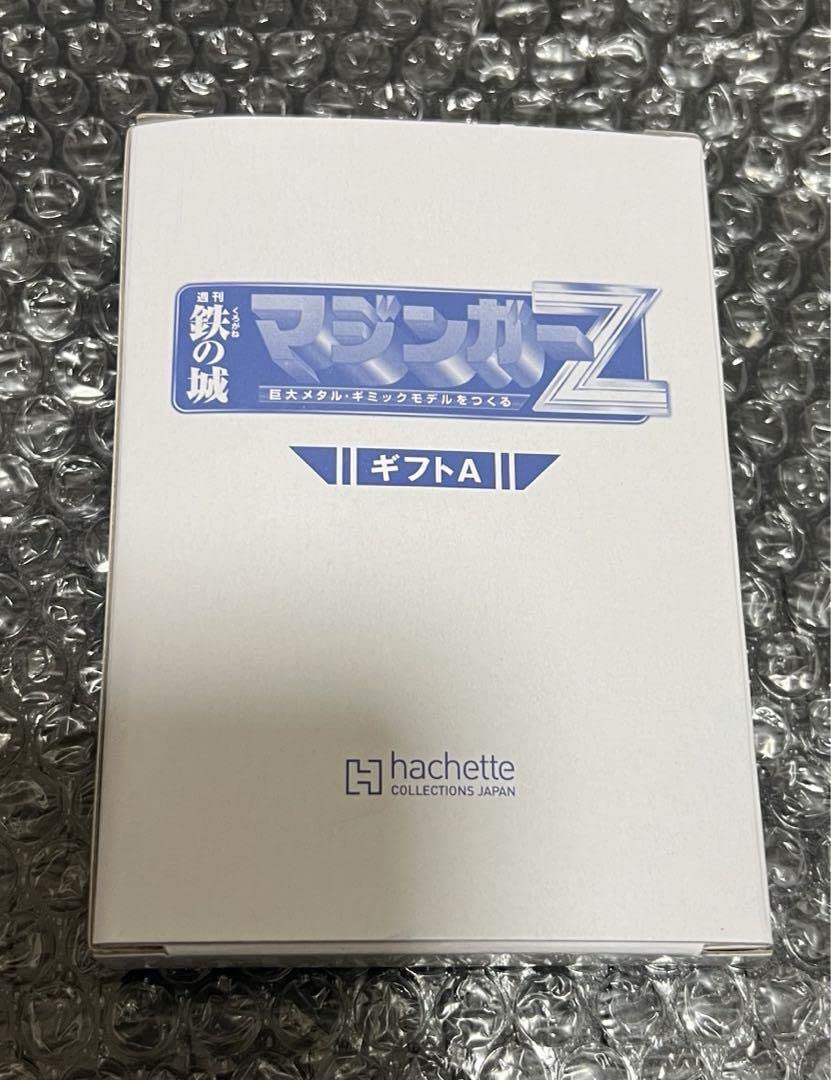 週刊
鉄の城
くろがね
マジンガーZ
巨大メタル・ギミックモデルをつくる
ギフトA
hachette
COLLECTIONS JAPAN